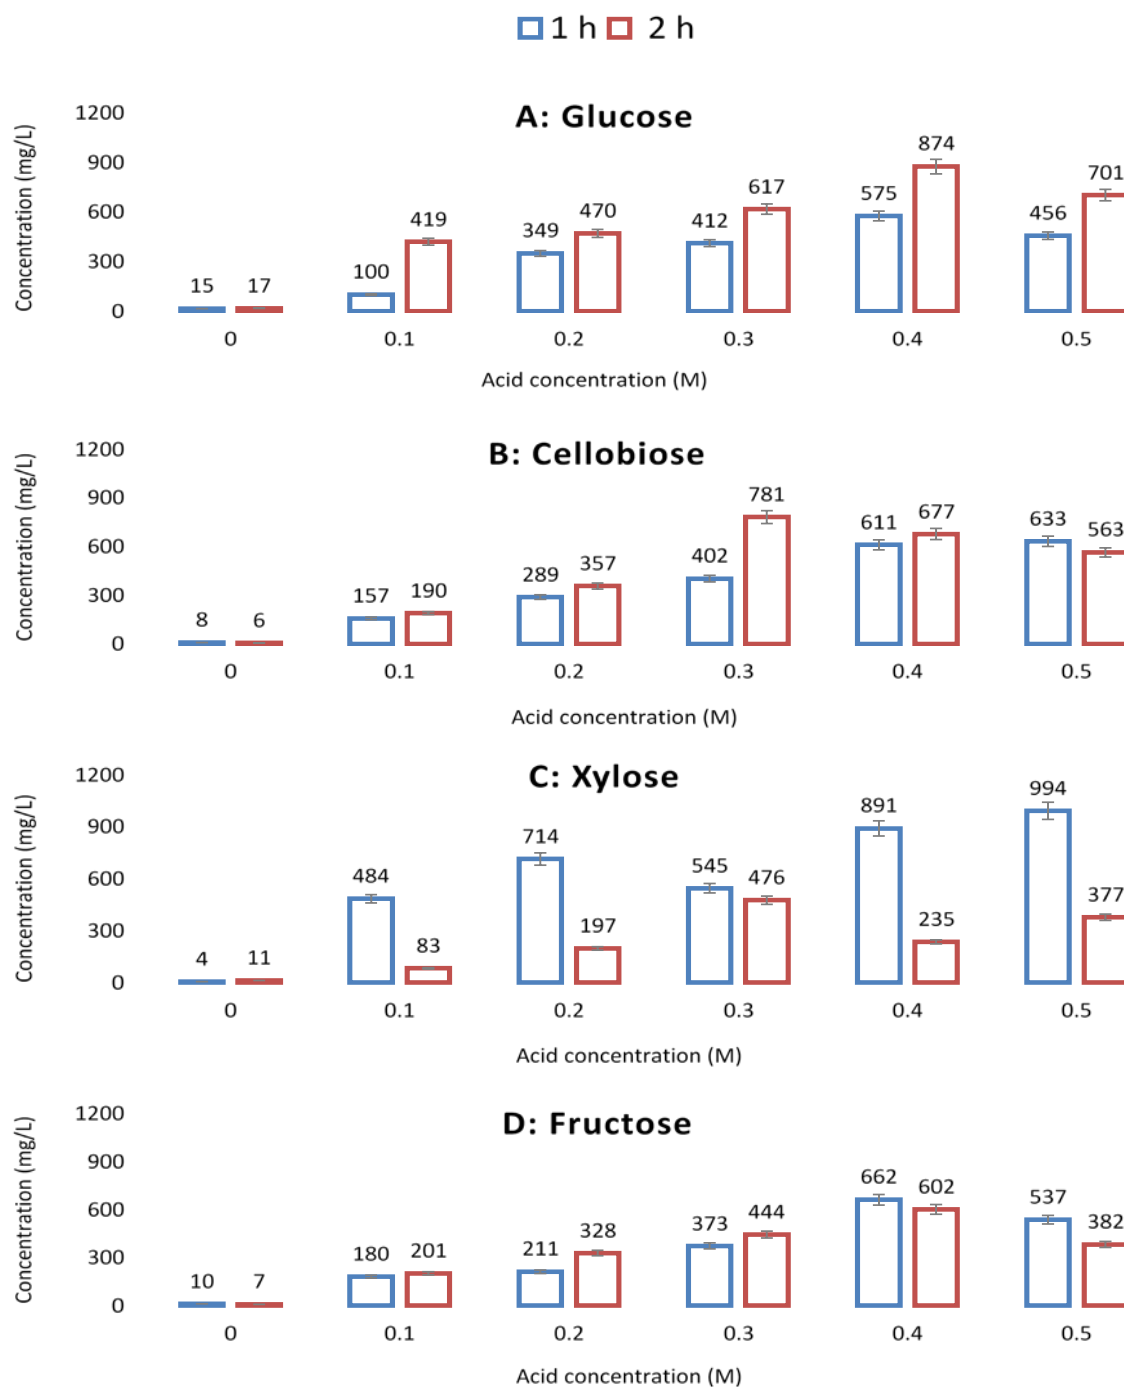 1 h 2 h
A: Glucose
Concentration (mg/L)
1200
900
600
300
0
15 17 100 419 349 470 412 617 575 874 456 701
0 0.1 0.2 0.3 0.4 0.5
Acid concentration (M)
B: Cellobiose
Concentration (mg/L)
1200
900
600
300
0
8 6 157 190 289 357 402 781 611 677 633 563
0 0.1 0.2 0.3 0.4 0.5
Acid concentration (M)
C: Xylose
Concentration (mg/L)
1200
900
600
300
0
4 11 484 83 714 197 545 476 891 235 994 377
0 0.1 0.2 0.3 0.4 0.5
Acid concentration (M)
D: Fructose
Concentration (mg/L)
1200
900
600
300
0
10 7 180 201 211 328 373 444 662 602 537 382
0 0.1 0.2 0.3 0.4 0.5
Acid concentration (M)